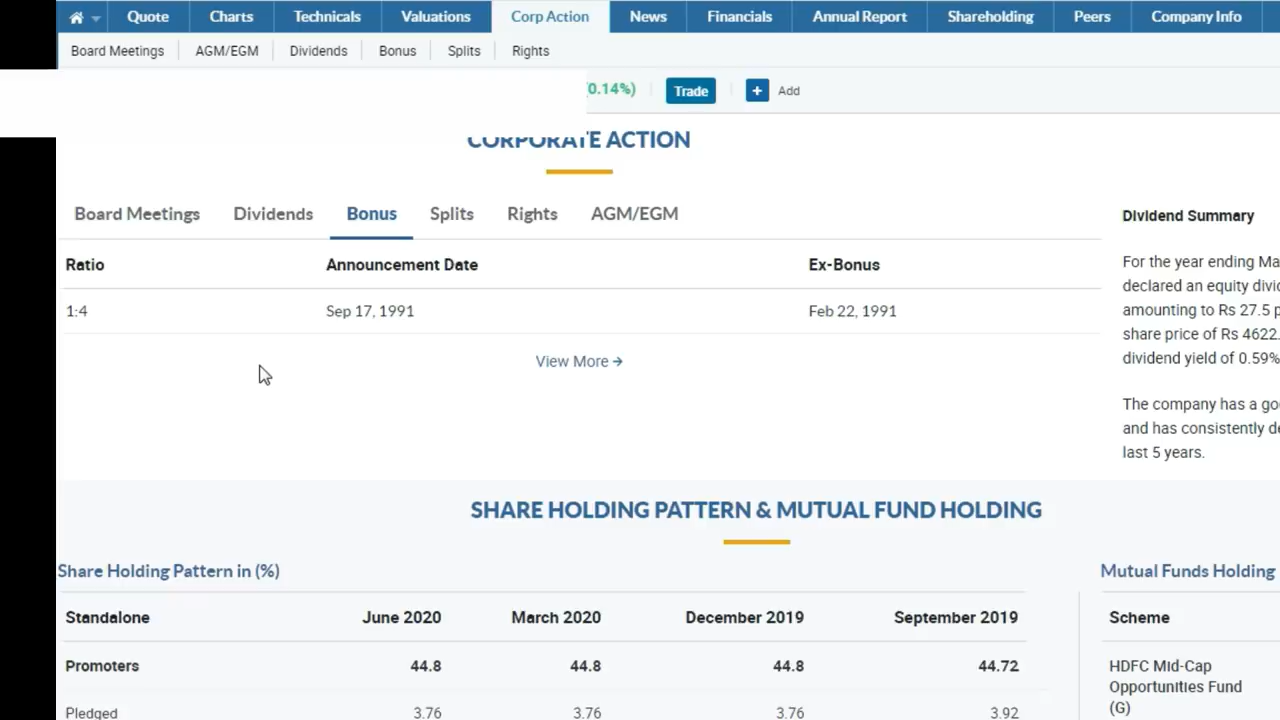 Quote Charts Technicals Valuations Corp Action News Financials Annual Report Shareholding Peers Company Info
Board Meetings AGM/EGM Dividends Bonus Splits Rights
(0.14%) Trade + Add
CORPORATE ACTION
Board Meetings Dividends Bonus Splits Rights AGM/EGM
Ratio Announcement Date Ex-Bonus
1:4 Sep 17, 1991 Feb 22, 1991
View More →
Dividend Summary
For the year ending Ma
declared an equity divid
amounting to Rs 27.5 p
share price of Rs 4622.
dividend yield of 0.59%
The company has a go
and has consistently de
last 5 years.
SHARE HOLDING PATTERN & MUTUAL FUND HOLDING
Share Holding Pattern in (%)
Standalone June 2020 March 2020 December 2019 September 2019
Promoters 44.8 44.8 44.8 44.72
Pledged 3.76 3.76 3.76 3.92
Mutual Funds Holding
Scheme
HDFC Mid-Cap
Opportunities Fund
(G)